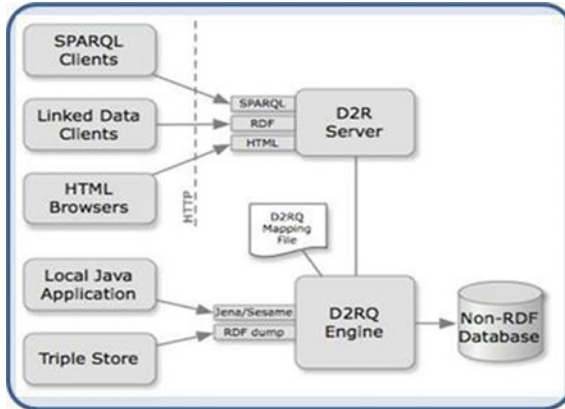 SPARQL
Clients
Linked Data
Clients
HTML
Browsers
HTTP
SPARQL
RDF
HTML
D2R
Server
D2RQ
Mapping
File
Local Java
Application
Triple Store
Jena/Sesame
RDF dump
D2RQ
Engine
Non-RDF
Database